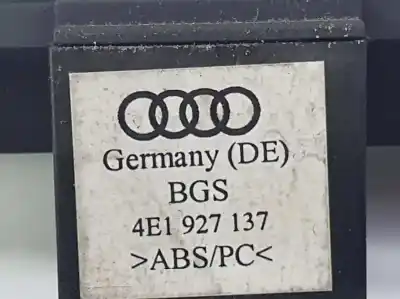 Germany (DE)
BGS
4E1 927 137
>ABS/PC<